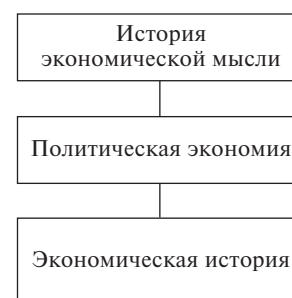 История
экономической мысли
Политическая экономия
Экономическая история